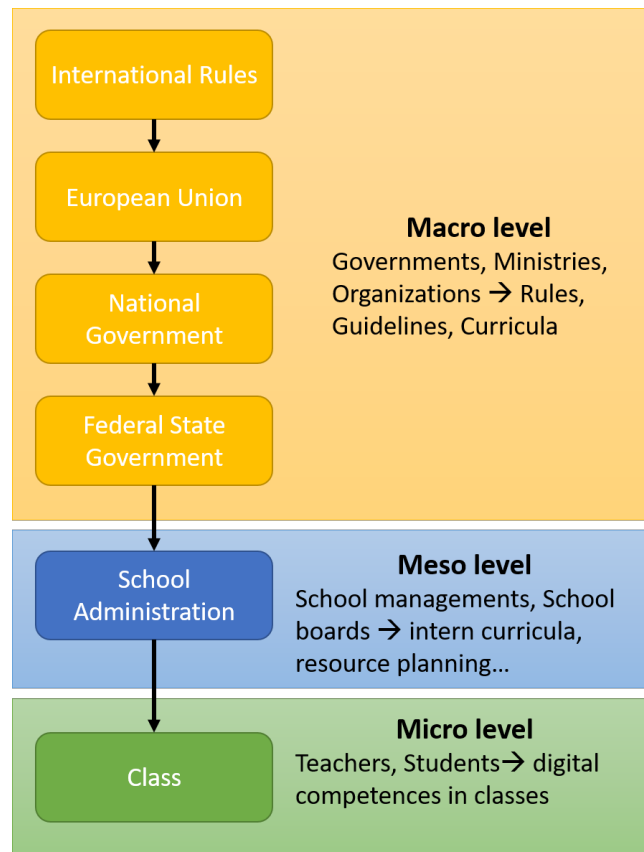 International Rules
European Union
National
Government
Federal State
Government
Macro level
Governments, Ministries,
Organizations → Rules,
Guidelines, Curricula
School
Administration
Meso level
School managements, School
boards → intern curricula,
resource planning…
Class
Micro level
Teachers, Students→ digital
competences in classes